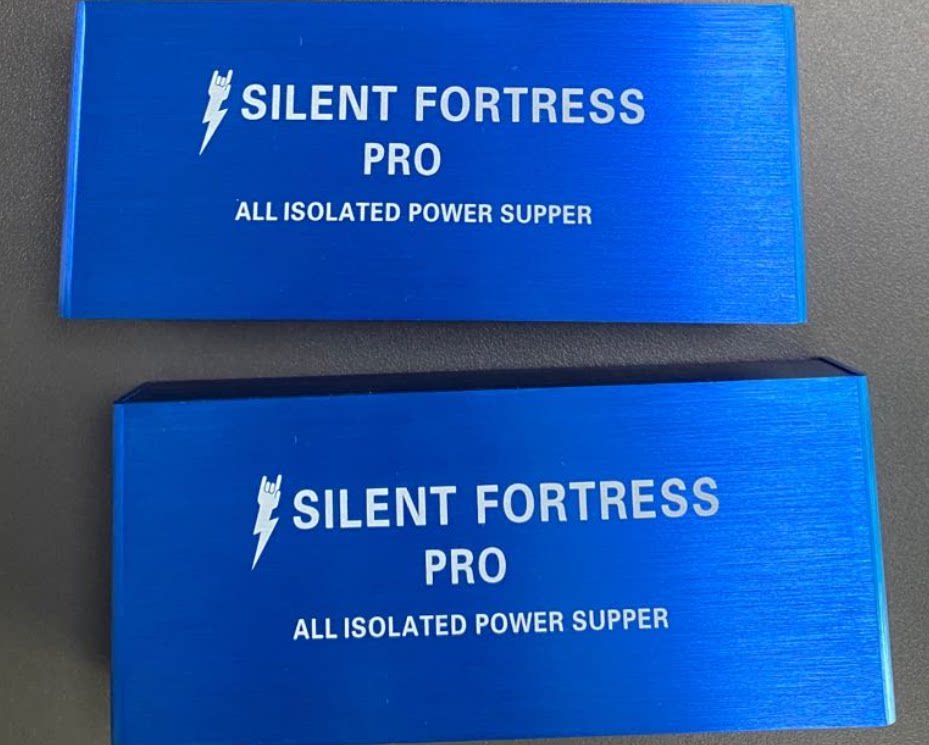 SILENT FORTRESS
PRO
ALL ISOLATED POWER SUPPER
SILENT FORTRESS
PRO
ALL ISOLATED POWER SUPPER